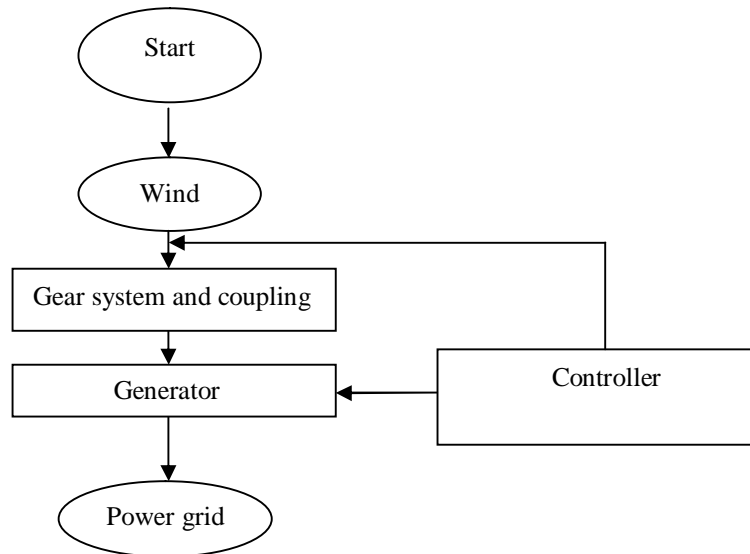 Start
Wind
Gear system and coupling
Controller
Generator
Power grid